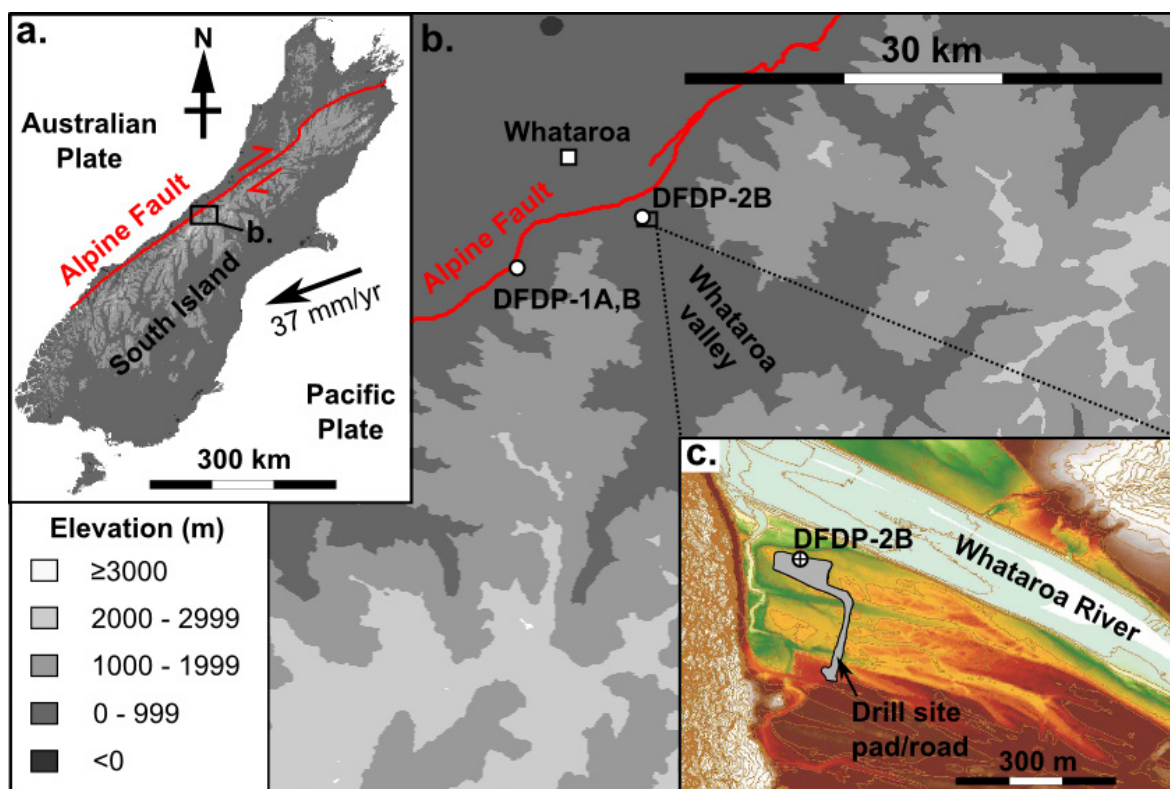 a.
N
Australian
Plate
Alpine Fault
b.
South Island
37 mm/yr
Pacific
Plate
300 km
Elevation (m)
≥3000
2000 - 2999
1000 - 1999
0 - 999
<0
b.
30 km
Whataroa
Alpine Fault
DFDP-2B
DFDP-1A,B
Whataroa
valley
c.
DFDP-2B
Whataroa River
Drill site
pad/road
300 m